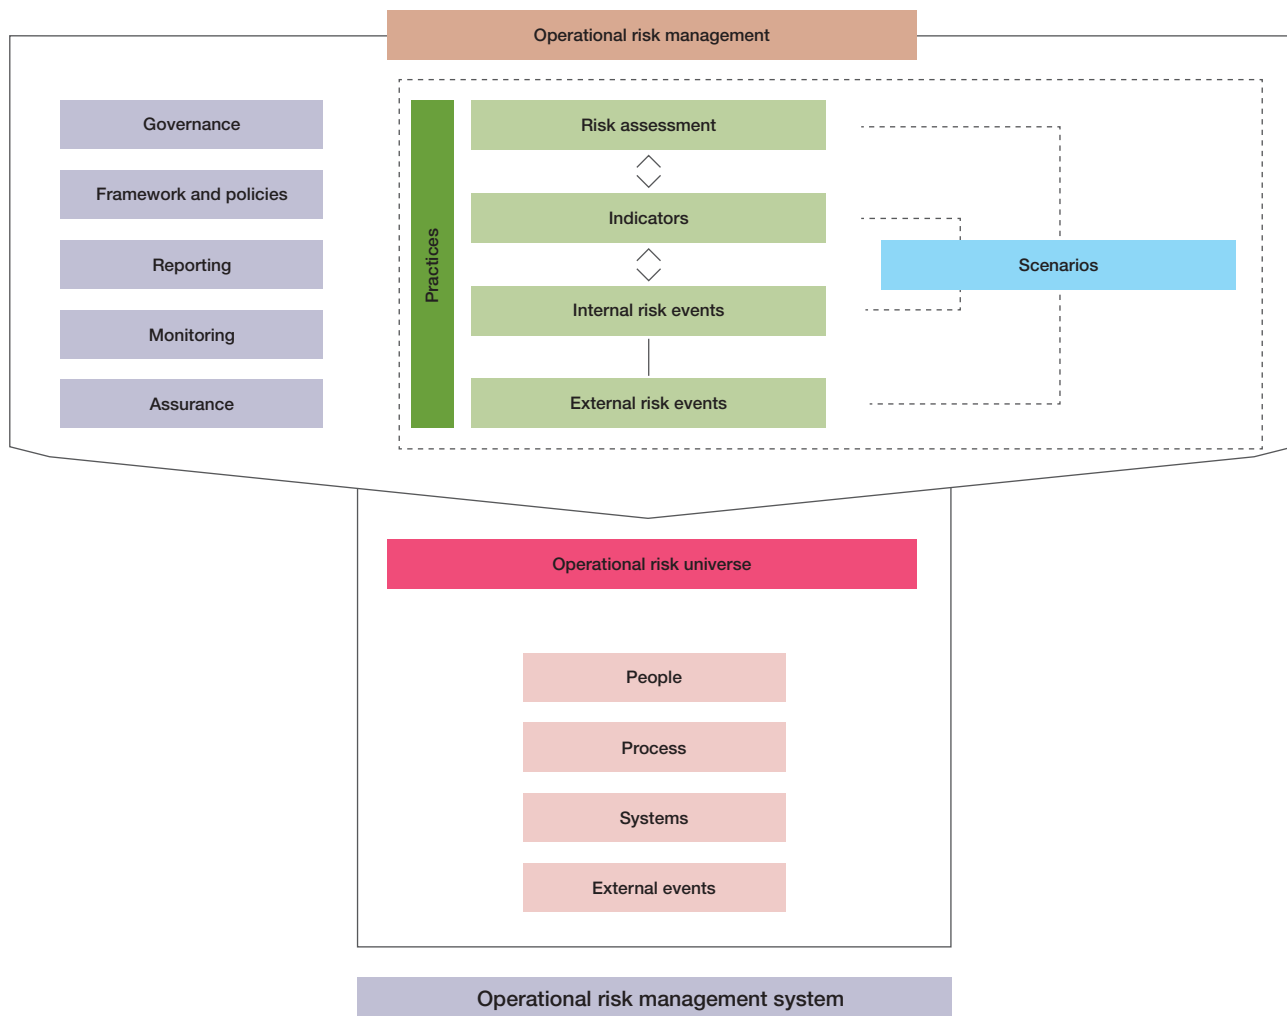 Operational risk management
Governance
Framework and policies
Reporting
Monitoring
Assurance
Practices
Risk assessment
Indicators
Internal risk events
External risk events
Scenarios
Operational risk universe
People
Process
Systems
External events
Operational risk management system